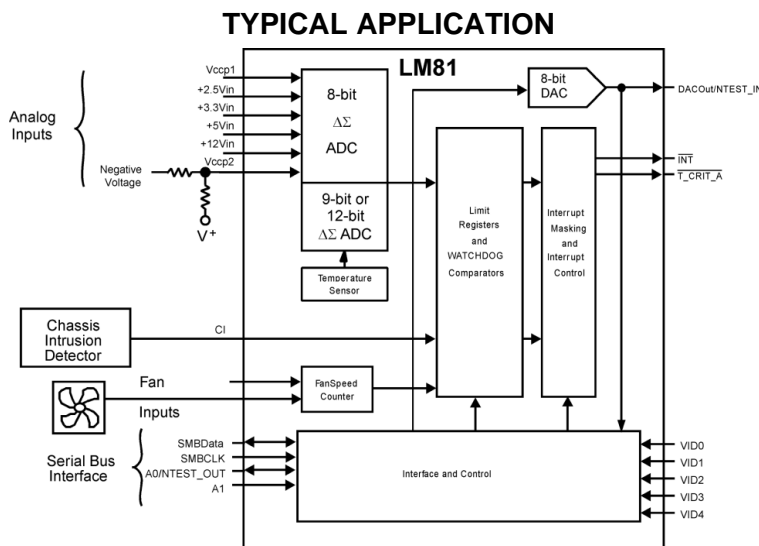 TYPICAL APPLICATION
LM81
Analog
Inputs
Vccp1
+2.5Vin
+3.3Vin
+5Vin
+12Vin
Vccp2
Negative
Voltage
V+
8-bit
ΔΣ
ADC
9-bit or
12-bit
ΔΣ ADC
Temperature
Sensor
8-bit
DAC
DACOut/NTEST_IN
INT
T_CRIT_A
Limit
Registers
and
WATCHDOG
Comparators
Interrupt
Masking
and
Interrupt
Control
Chassis
Intrusion
Detector
CI
Fan
Inputs
FanSpeed
Counter
Serial Bus
Interface
SMBData
SMBCLK
A0/NTEST_OUT
A1
Interface and Control
VID0
VID1
VID2
VID3
VID4